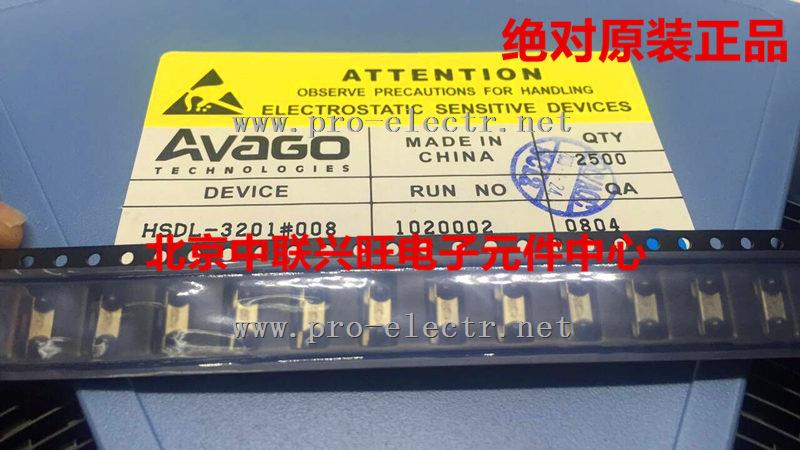 绝对原装正品
ATTENTION
OBSERVE PRECAUTIONS FOR HANDLING
ELECTROSTATIC SENSITIVE DEVICES
www.pro-electr.net
AVAGO
TECHNOLOGIES
MADE IN
CHINA
QTY
2500
DEVICE
RUN NO
QA
HSDL-3201#008
1020002
0804
北京中联兴旺电子元件中心
www.pro-electr.net